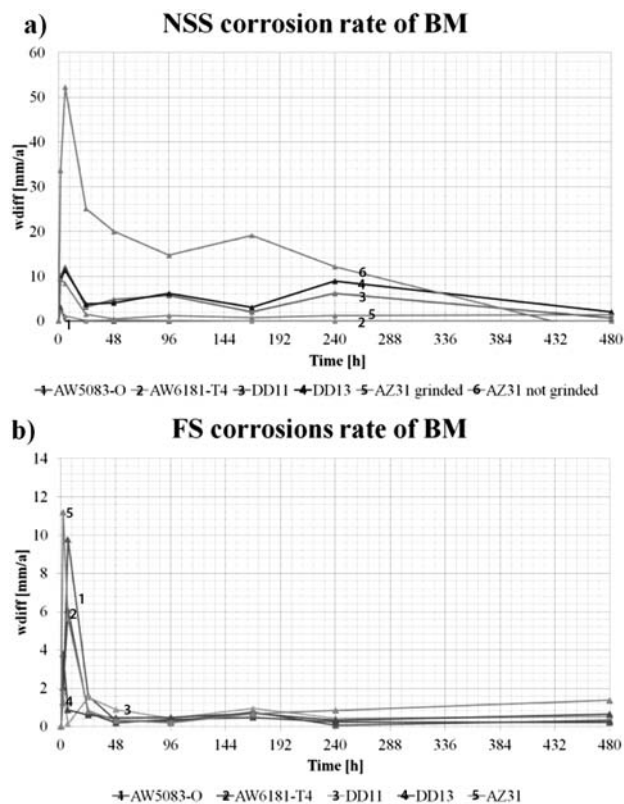 a)
NSS corrosion rate of BM
wdiff [mm/a]
60
50
40
30
20
10
0
6
4
3
5
2
1
0 48 96 144 192 240 288 336 384 432 480
Time [h]
1 AW5083-O 2 AW6181-T4 3 DD11 4 DD13 5 AZ31 grinded 6 AZ31 not grinded
b)
FS corrosions rate of BM
wdiff [mm/a]
14
12
10
8
6
4
2
0
5
1
2
4
3
0 48 96 144 192 240 288 336 384 432 480
Time [h]
1 AW5083-O 2 AW6181-T4 3 DD11 4 DD13 5 AZ31